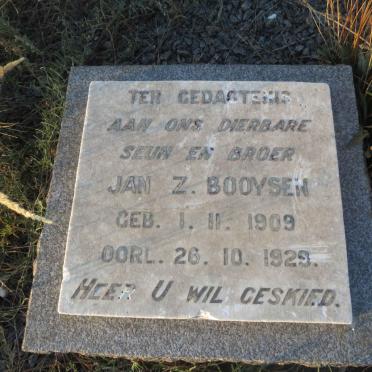 TER GEDAGTENIS
AAN ONS DIERBARE
SEUN EN BROER
JAN Z. BOOYSEN
GEB. 1. 11. 1909
OORL. 26. 10. 1929.
HEER U WIL GESKIED.